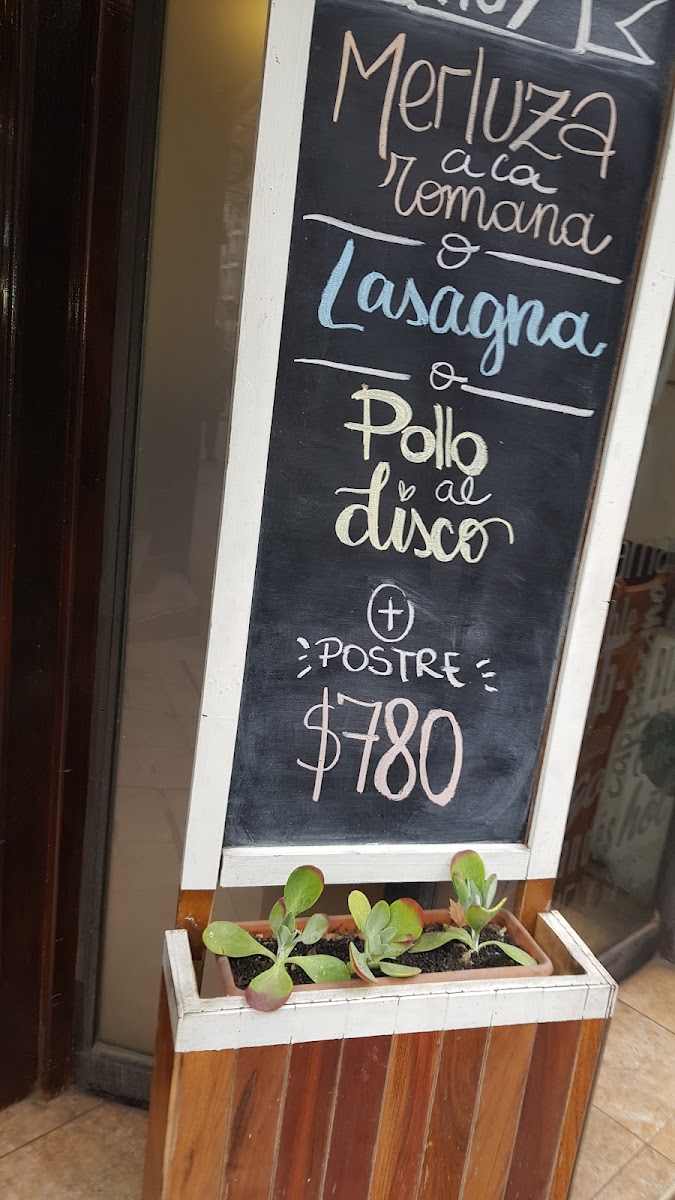 Merluza
a la
romana
o
Lasagna
o
Pollo
al
disco
+
POSTRE
$780